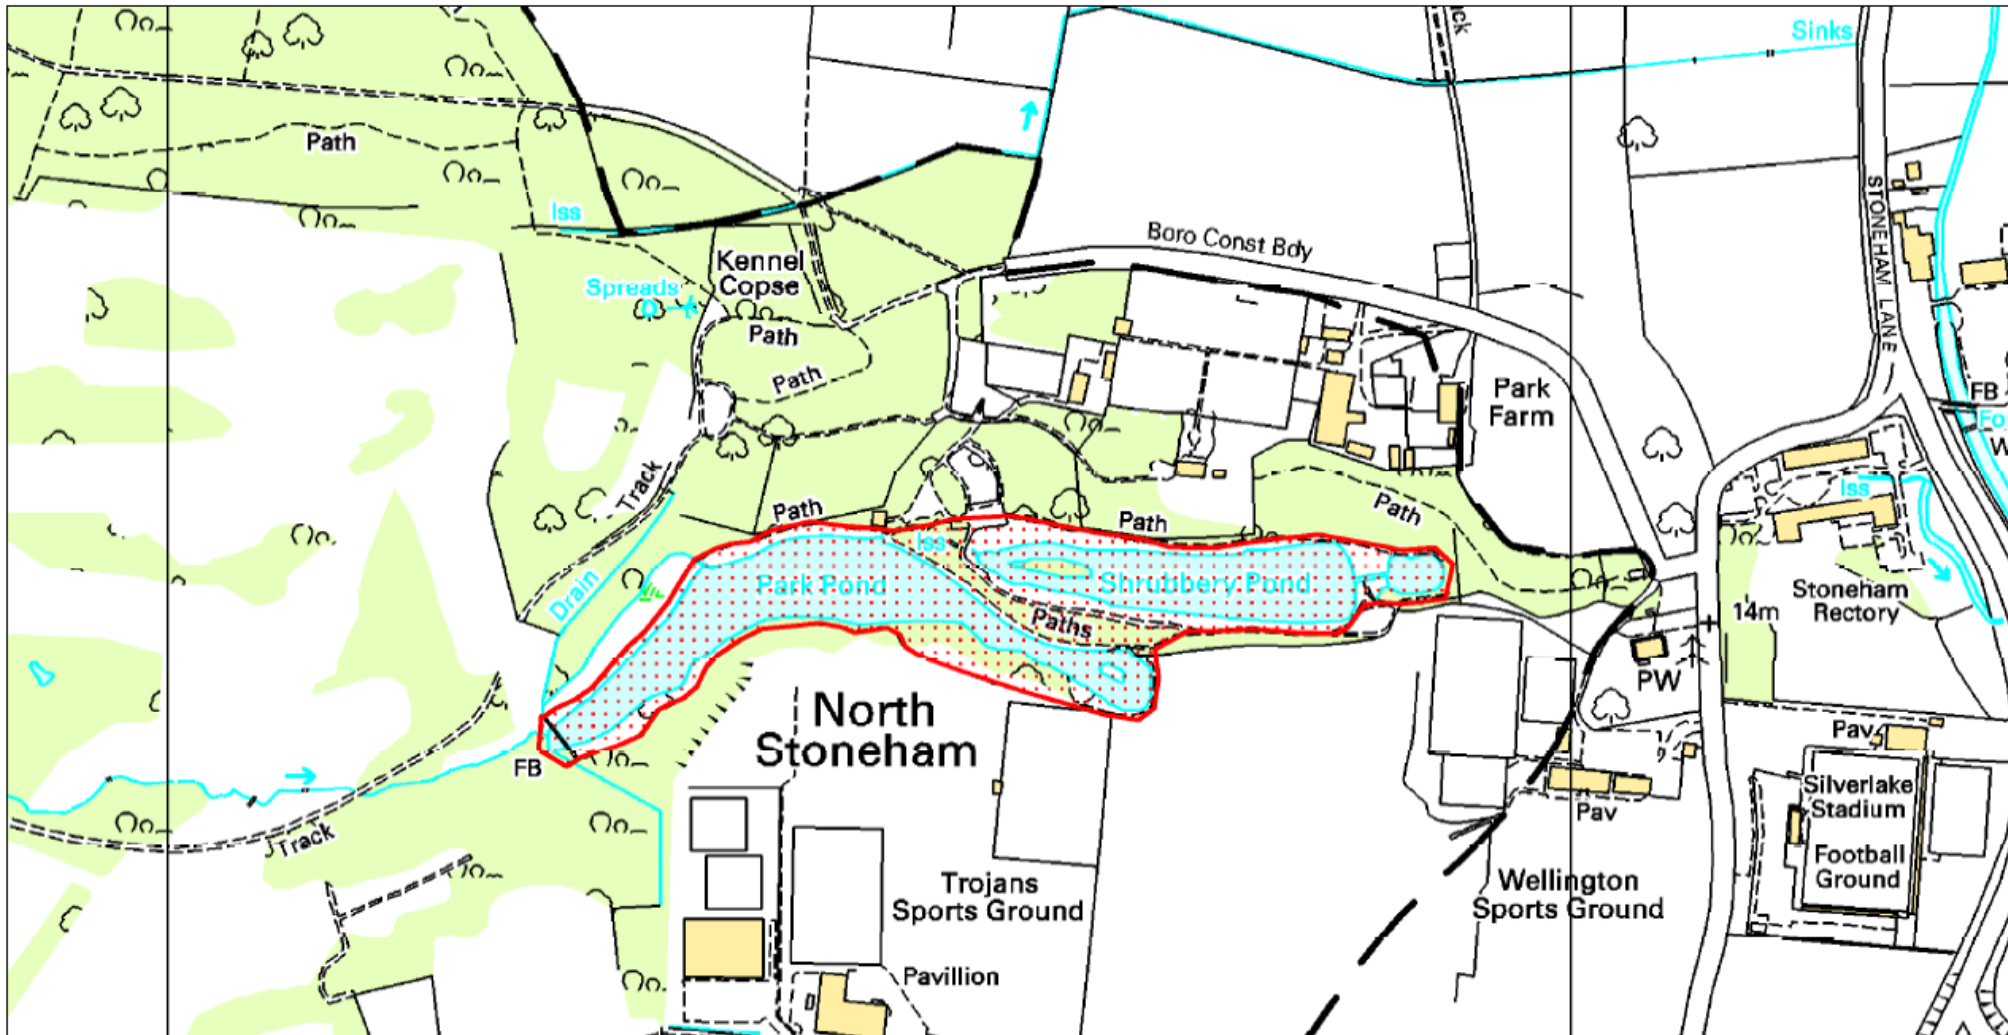 Sinks
Path
Iss
Boro Const Bdy
STONEHAM LANE
Kennel
Copse
Spreads
Path
Path
Park
Farm
FB
Track
Path
Path
Path
Iss
Iss
Drain
Park Pond
Shrubbery Pond
Paths
Stoneham
Rectory
14m
PW
North
Stoneham
FB
Pav
Pav
Silverlake
Stadium
Football
Ground
Track
Trojans
Sports Ground
Wellington
Sports Ground
Pavillion